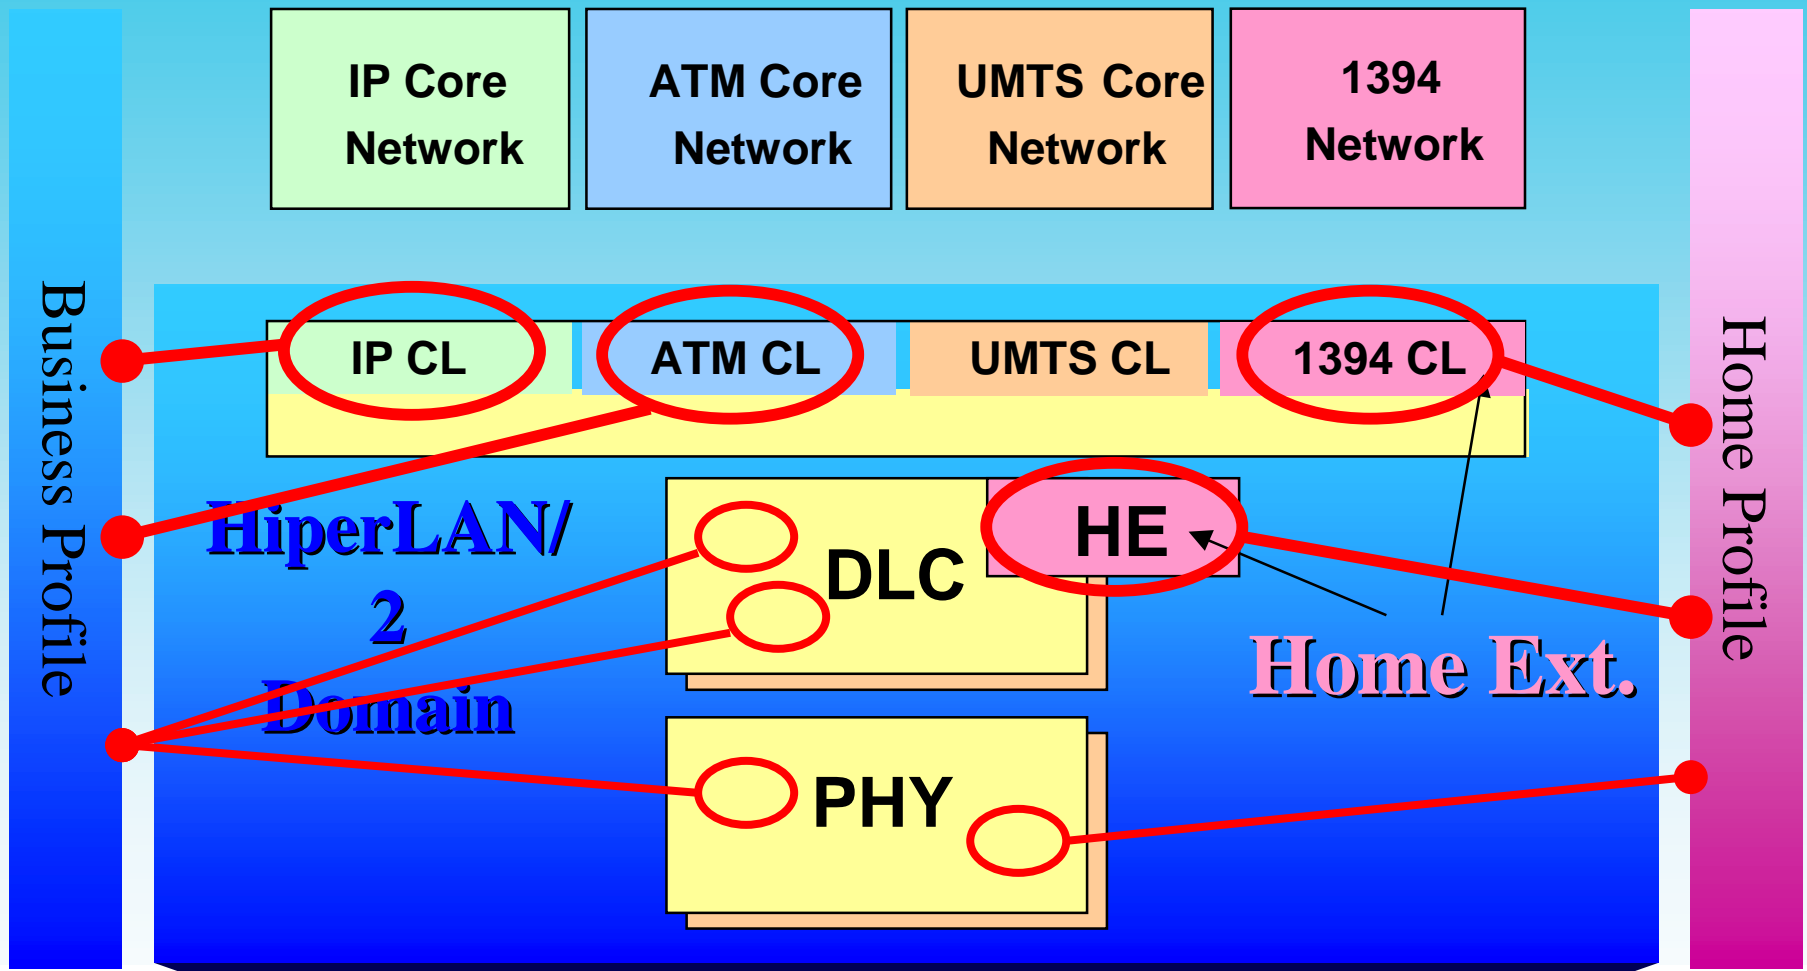 IP Core
Network
ATM Core
Network
UMTS Core
Network
1394
Network
Business Profile
IP CL
ATM CL
UMTS CL
1394 CL
Home Profile
HiperLAN/
2
Domain
DLC
HE
Home Ext.
PHY